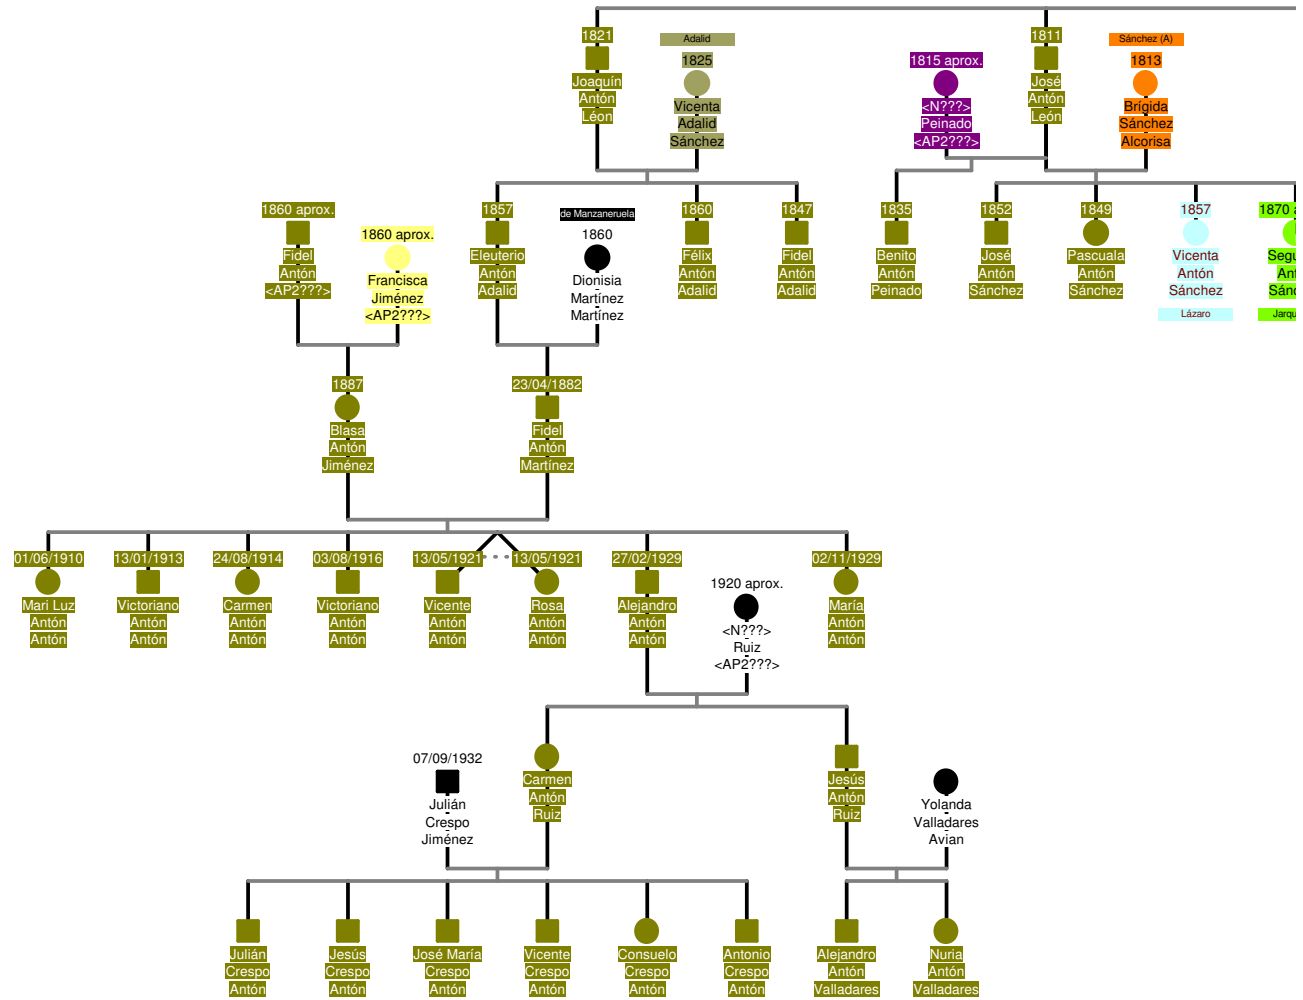 1821
Joaquín
Antón
Léon
Adalid
1825
Vicenta
Adalid
Sánchez
1815 aprox.
<N???>
Peinado
<AP2???>
1811
José
Antón
León
Sánchez (A)
1813
Brígida
Sánchez
Alcorisa
1860 aprox.
Fidel
Antón
<AP2???>
1860 aprox.
Francisca
Jiménez
<AP2???>
1857
Eleuterio
Antón
Adalid
de Manzaneruela
1860
Dionisia
Martínez
Martínez
1860
Félix
Antón
Adalid
1847
Fidel
Antón
Adalid
1835
Benito
Antón
Peinado
1852
José
Antón
Sánchez
1849
Pascuala
Antón
Sánchez
1857
Vicenta
Antón
Sánchez
Lázaro
1870 a
Segu
Ant
Sánc
Jarqu
1887
Blasa
Antón
Jiménez
23/04/1882
Fidel
Antón
Martínez
01/06/1910
Mari Luz
Antón
Antón
13/01/1913
Victoriano
Antón
Antón
24/08/1914
Carmen
Antón
Antón
03/08/1916
Victoriano
Antón
Antón
13/05/1921
Vicente
Antón
Antón
13/05/1921
Rosa
Antón
Antón
27/02/1929
Alejandro
Antón
Antón
1920 aprox.
<N???>
Ruiz
<AP2???>
02/11/1929
María
Antón
Antón
07/09/1932
Julián
Crespo
Jiménez
Carmen
Antón
Ruiz
Jesús
Antón
Ruiz
Yolanda
Valladares
Avian
Julián
Crespo
Antón
Jesús
Crespo
Antón
José María
Crespo
Antón
Vicente
Crespo
Antón
Consuelo
Crespo
Antón
Antonio
Crespo
Antón
Alejandro
Antón
Valladares
Nuria
Antón
Valladares